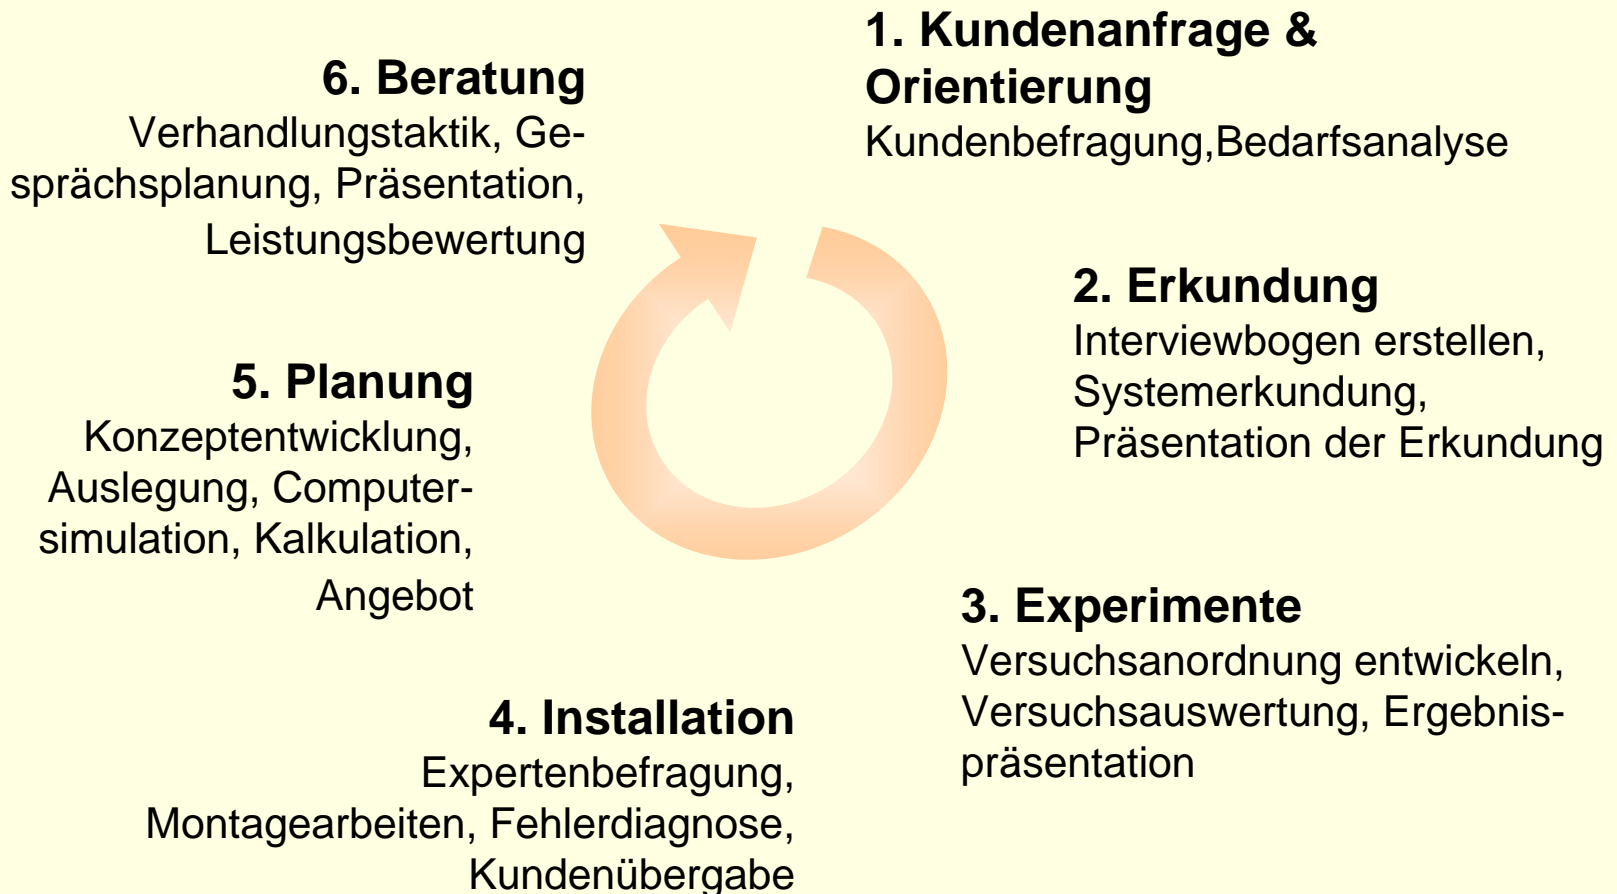 1. Kundenanfrage &
Orientierung
Kundenbefragung,Bedarfsanalyse
2. Erkundung
Interviewbogen erstellen,
Systemerkundung,
Präsentation der Erkundung
3. Experimente
Versuchsanordnung entwickeln,
Versuchsauswertung, Ergebnis-
präsentation
4. Installation
Expertenbefragung,
Montagearbeiten, Fehlerdiagnose,
Kundenübergabe
5. Planung
Konzeptentwicklung,
Auslegung, Computer-
simulation, Kalkulation,
Angebot
6. Beratung
Verhandlungstaktik, Ge-
sprächsplanung, Präsentation,
Leistungsbewertung